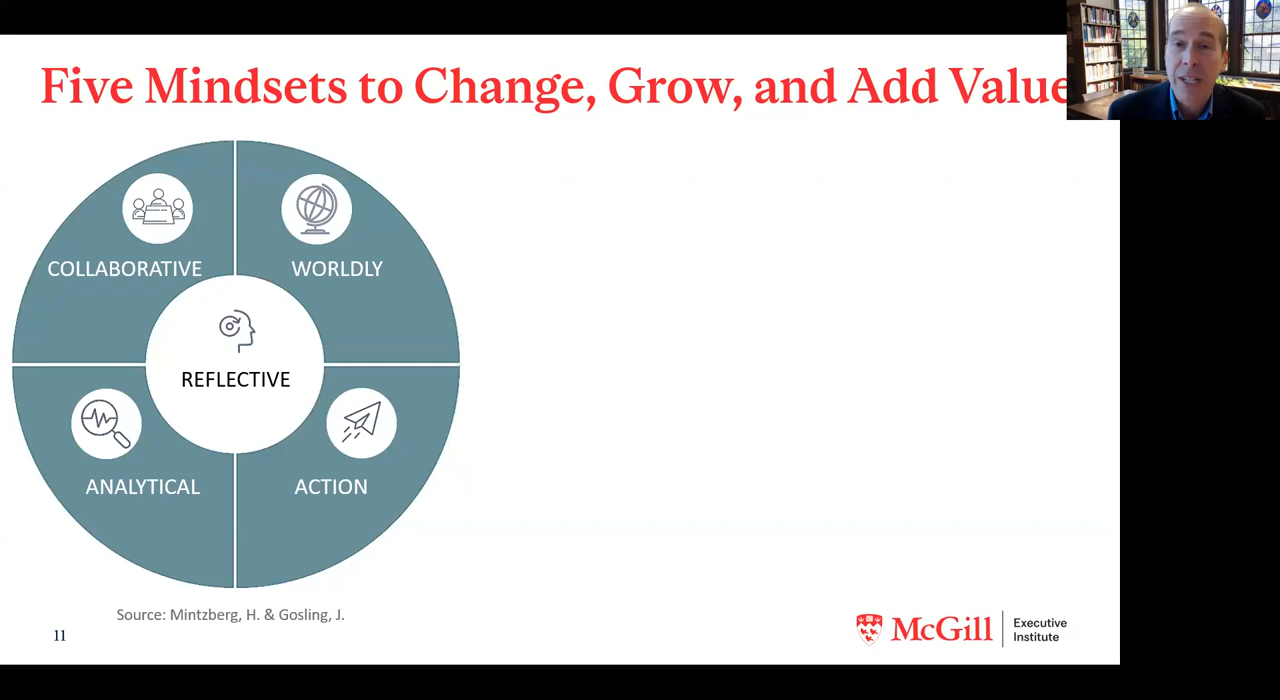 Five Mindsets to Change, Grow, and Add Value
COLLABORATIVE
WORLDLY
REFLECTIVE
ANALYTICAL
ACTION
Source: Mintzberg, H. & Gosling, J.
11
McGill
Executive
Institute